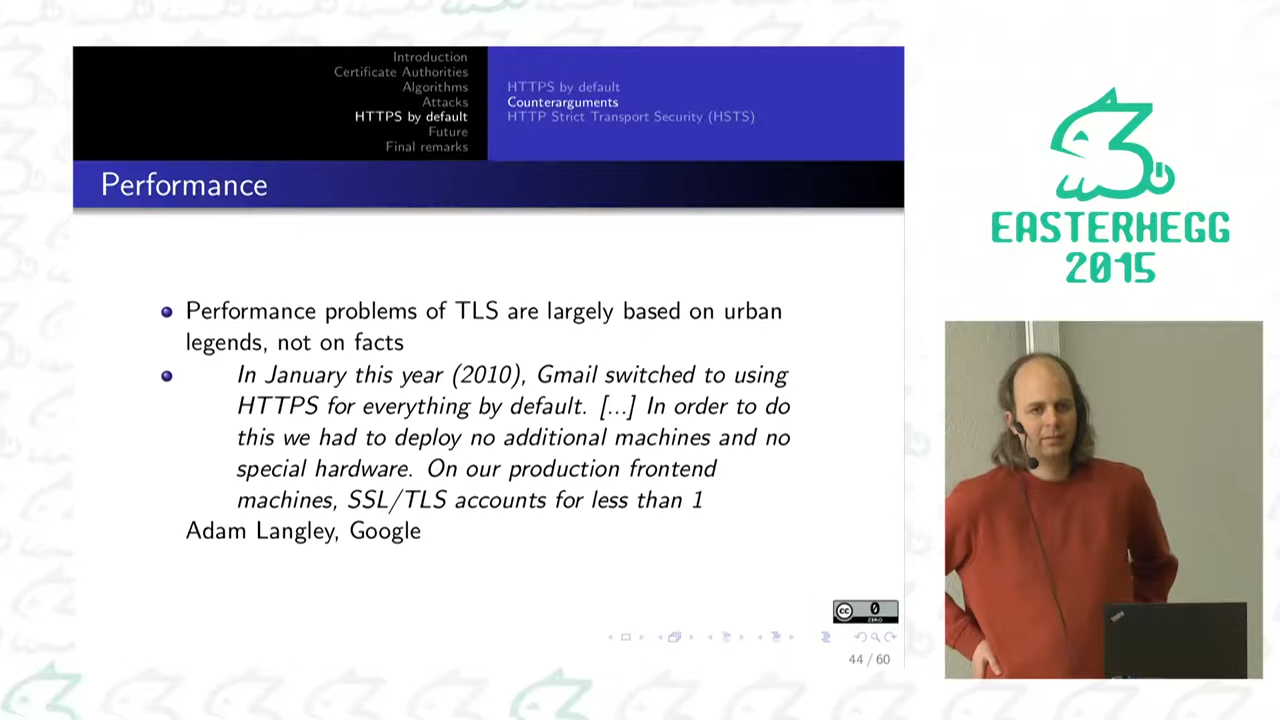 Introduction
Certificate Authorities
Algorithms
Attacks
HTTPS by default
Future
Final remarks
HTTPS by default
Counterarguments
HTTP Strict Transport Security (HSTS)
Performance
Performance problems of TLS are largely based on urban
legends, not on facts
In January this year (2010), Gmail switched to using
HTTPS for everything by default. [...] In order to do
this we had to deploy no additional machines and no
special hardware. On our production frontend
machines, SSL/TLS accounts for less than 1
Adam Langley, Google
cc 0
ZERO
44 / 60
EASTERHEGG
2015